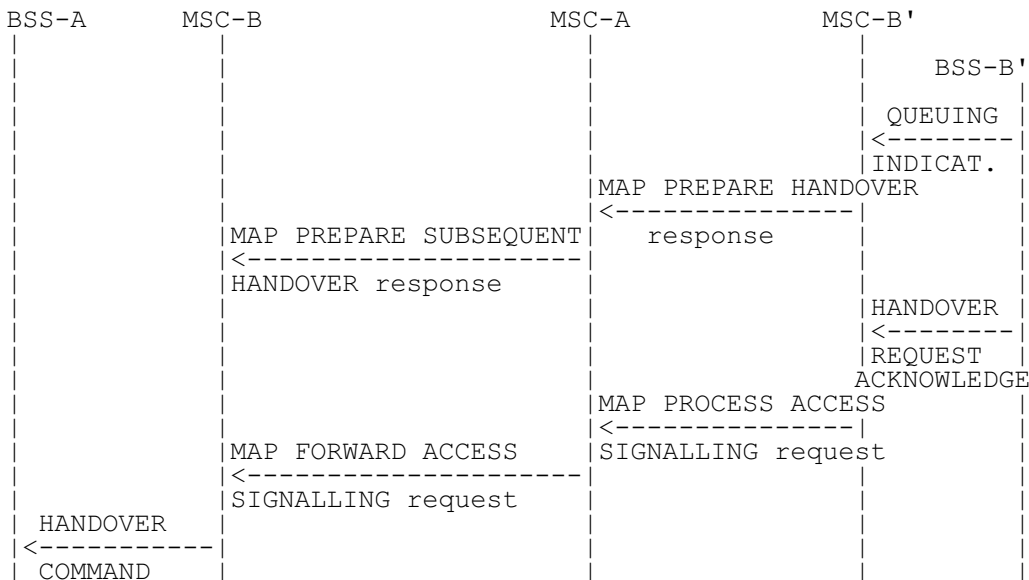 BSS-A MSC-B MSC-A MSC-B'
BSS-B'
QUEUING
INDICAT.
MAP PREPARE HANDOVER
response
MAP PREPARE SUBSEQUENT
HANDOVER response
HANDOVER
REQUEST
ACKNOWLEDGE
MAP PROCESS ACCESS
SIGNALLING request
MAP FORWARD ACCESS
SIGNALLING request
HANDOVER
COMMAND